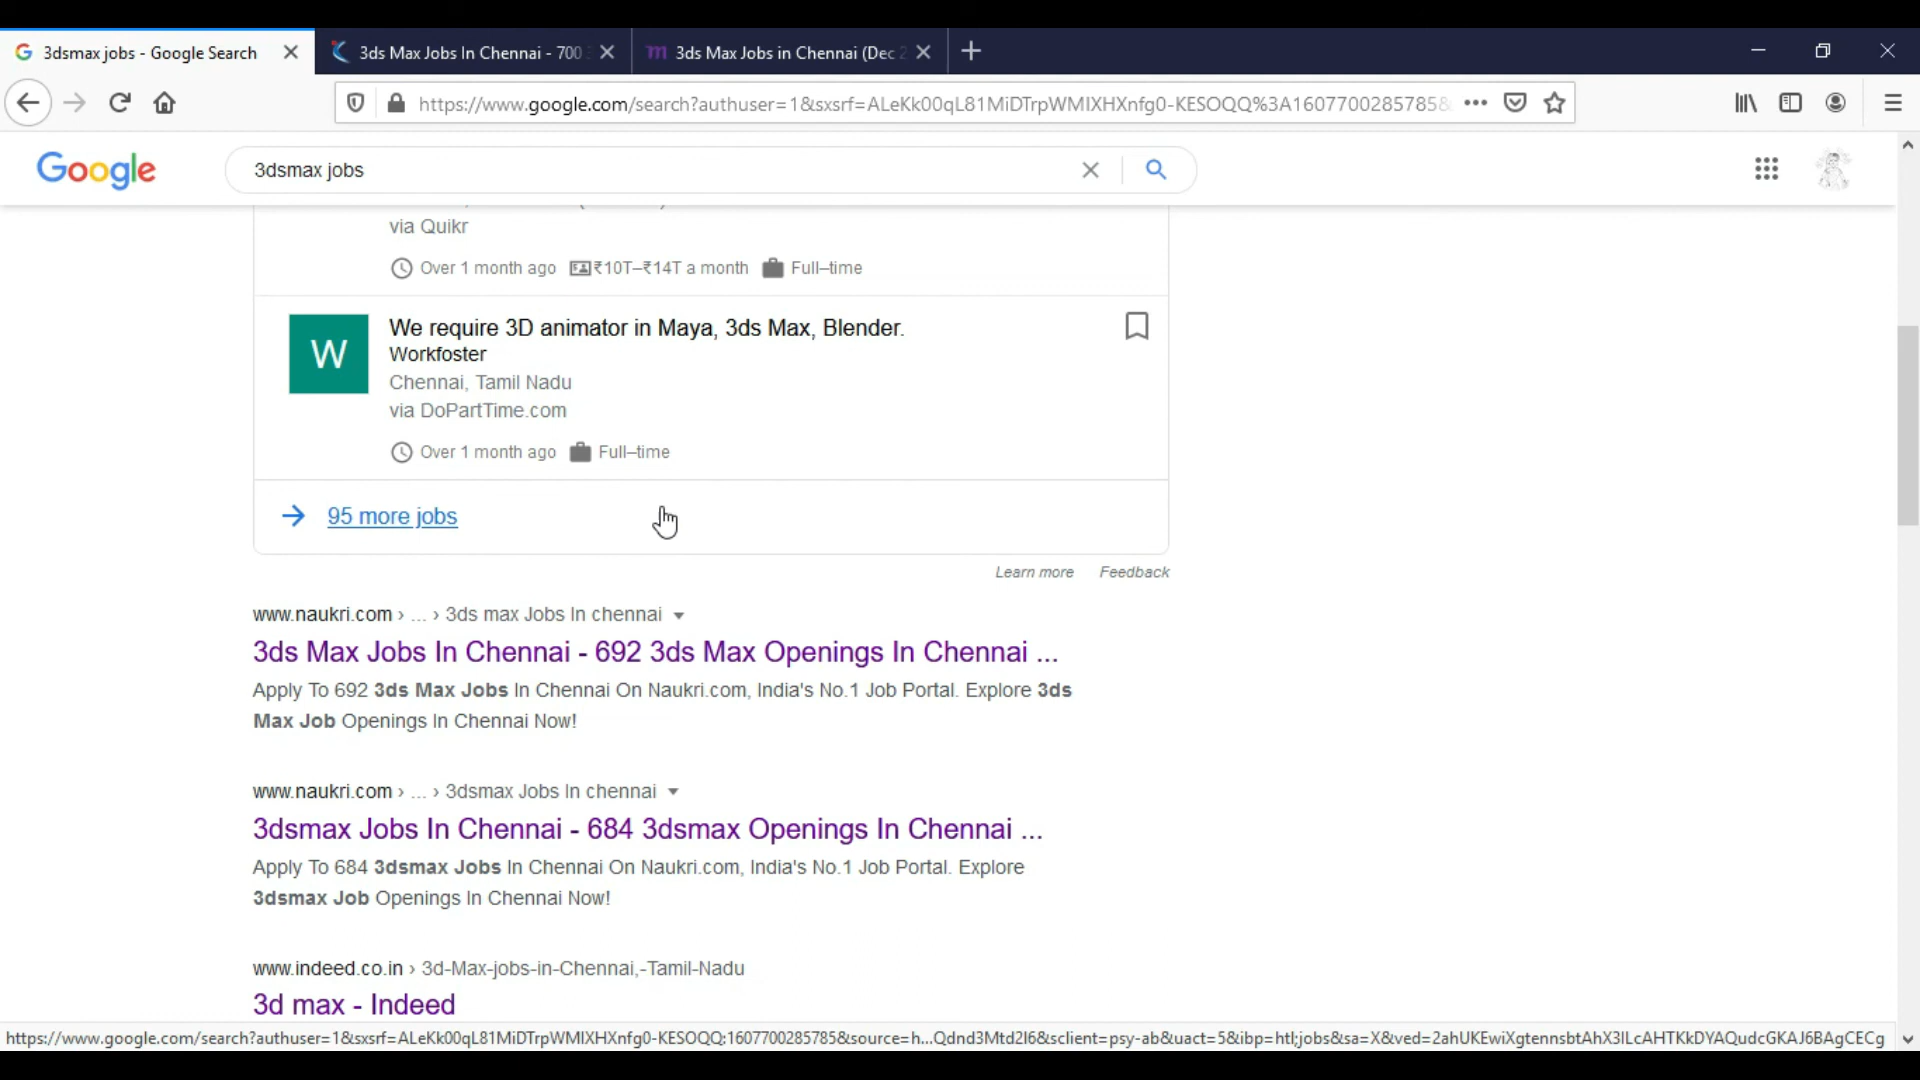 3dsmax jobs - Google Search
3ds Max Jobs In Chennai - 700
3ds Max Jobs in Chennai (Dec 2
https://www.google.com/search?authuser=1&sxsrf=ALeKk00qL81MiDTrpWMIXHXnfg0-KESOQQ%3A1607700285785&
Google
3dsmax jobs
via Quikr
Over 1 month ago ₹10T–₹14T a month Full–time
W
We require 3D animator in Maya, 3ds Max, Blender.
Workfoster
Chennai, Tamil Nadu
via DoPartTime.com
Over 1 month ago Full–time
95 more jobs
Learn more Feedback
www.naukri.com › ... › 3ds max Jobs In chennai
3ds Max Jobs In Chennai - 692 3ds Max Openings In Chennai ...
Apply To 692 3ds Max Jobs In Chennai On Naukri.com, India's No.1 Job Portal. Explore 3ds
Max Job Openings In Chennai Now!
www.naukri.com › ... › 3dsmax Jobs In chennai
3dsmax Jobs In Chennai - 684 3dsmax Openings In Chennai ...
Apply To 684 3dsmax Jobs In Chennai On Naukri.com, India's No.1 Job Portal. Explore
3dsmax Job Openings In Chennai Now!
www.indeed.co.in › 3d-Max-jobs-in-Chennai,-Tamil-Nadu
3d max - Indeed
https://www.google.com/search?authuser=1&sxsrf=ALeKk00qL81MiDTrpWMIXHXnfg0-KESOQQ:1607700285785&source=h...Qdnd3Mtd2l6&sclient=psy-ab&uact=5&ibp=htl;jobs&sa=X&ved=2ahUKEwiXgtennsbtAhX3ILcAHTKkDYAQudcGKAJ6BAgCECg